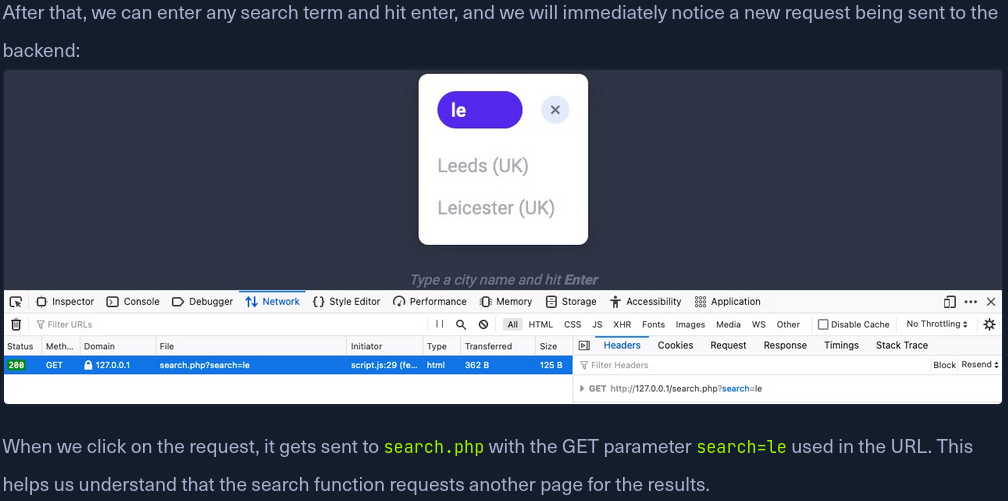 After that, we can enter any search term and hit enter, and we will immediately notice a new request being sent to the
backend:
le
Leeds (UK)
Leicester (UK)
Type a city name and hit Enter
Inspector Console Debugger Network Style Editor Performance Memory Storage Accessibility Application
Filter URLs All HTML CSS JS XHR Fonts Images Media WS Other Disable Cache No Throttling
Status Meth... Domain File Initiator Type Transferred Size Headers Cookies Request Response Timings Stack Trace
200 GET 127.0.0.1 search.php?search=le script.js:29 (fe... html 362 B 125 B Filter Headers Block Resend
GET http://127.0.0.1/search.php?search=le
When we click on the request, it gets sent to search.php with the GET parameter search=le used in the URL. This
helps us understand that the search function requests another page for the results.